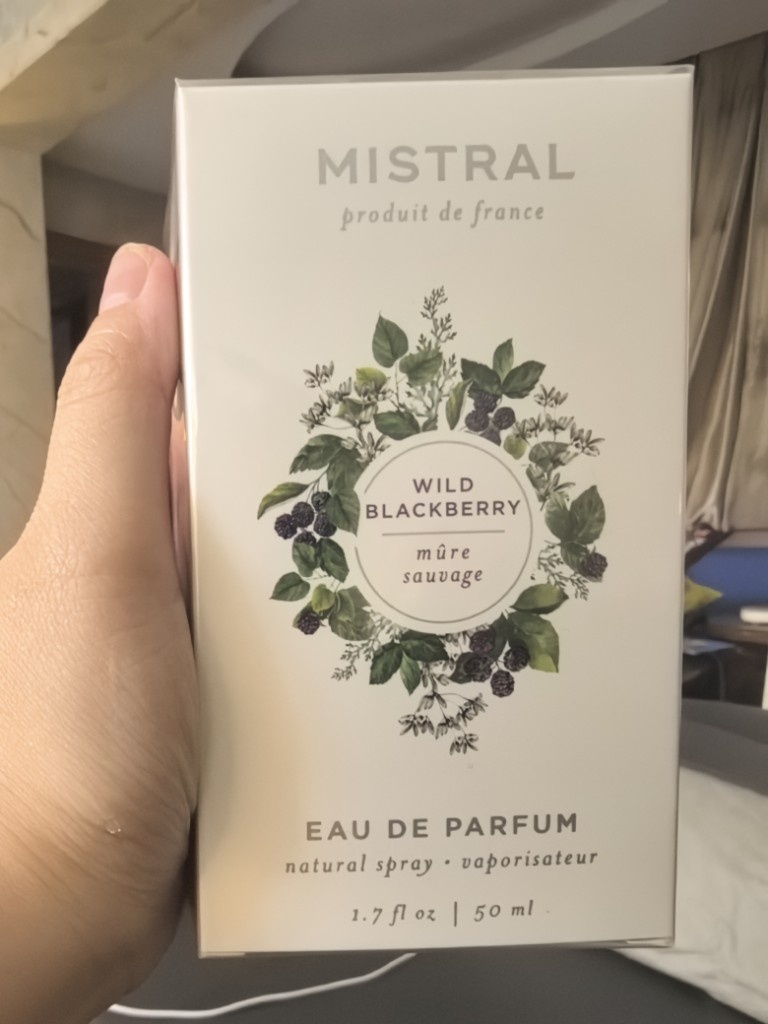 MISTRAL
produit de france
WILD
BLACKBERRY
mûre
sauvage
EAU DE PARFUM
natural spray • vaporisateur
1.7 fl oz | 50 ml